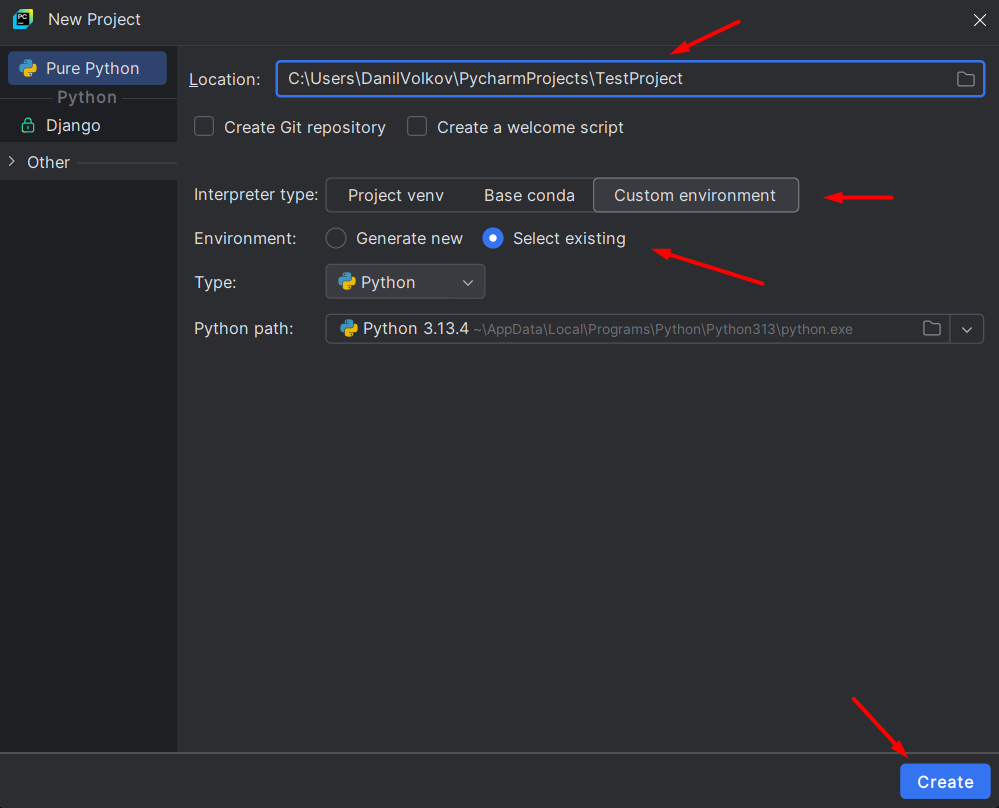 New Project
Pure Python
Python
Django
Other
Location: C:\Users\DanilVolkov\PycharmProjects\TestProject
Create Git repository Create a welcome script
Interpreter type: Project venv Base conda Custom environment
Environment: Generate new Select existing
Type: Python
Python path: Python 3.13.4 ~\AppData\Local\Programs\Python\Python313\python.exe
Create